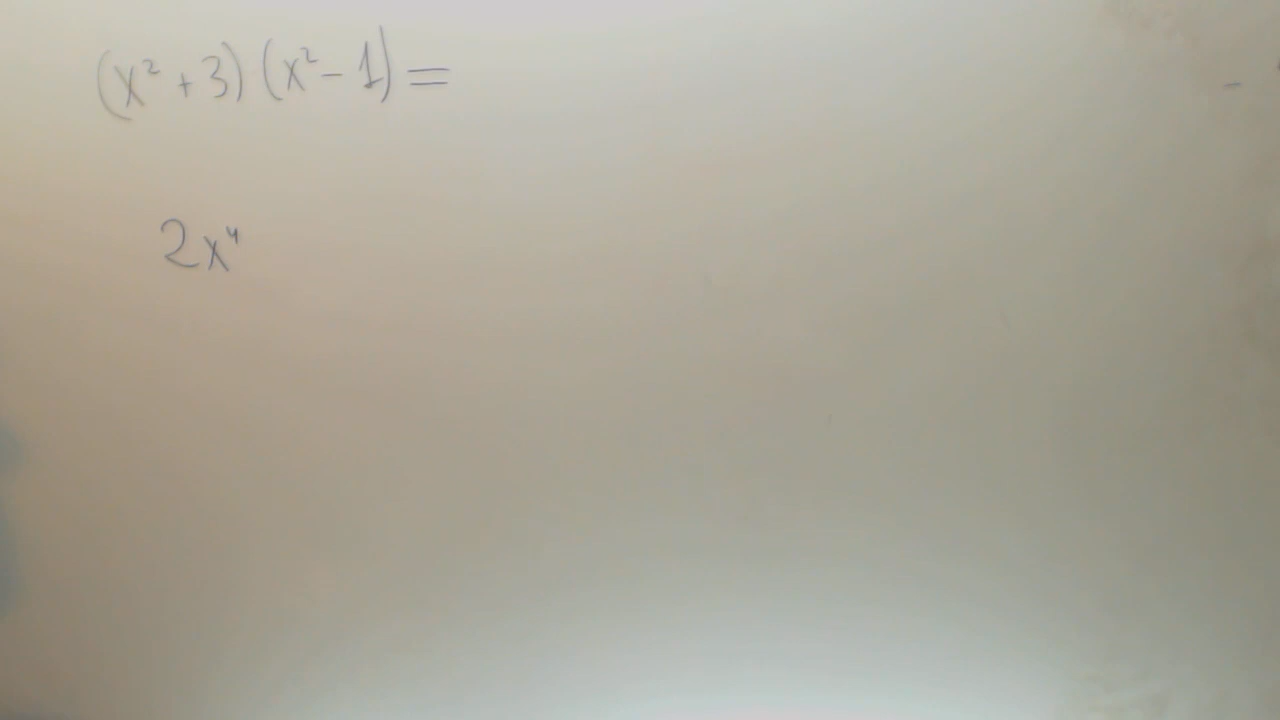 (x² + 3) (x² - 1) =
2x⁴